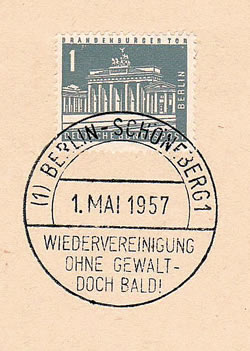 BRANDENBURGER TOR
1
BERLIN
DEUTSCHE BUNDESPOST
(1) BERLIN-SCHÖNEBERG 1
1. MAI 1957
WIEDERVEREINIGUNG
OHNE GEWALT-
DOCH BALD!